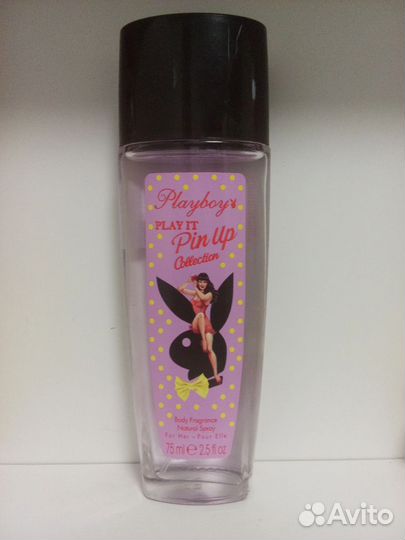 Playboy
PLAY IT
Pin Up
Collection
Body Fragrance
Natural Spray
For Her - Pour Elle
75 ml e 2.5 fl oz
Avito